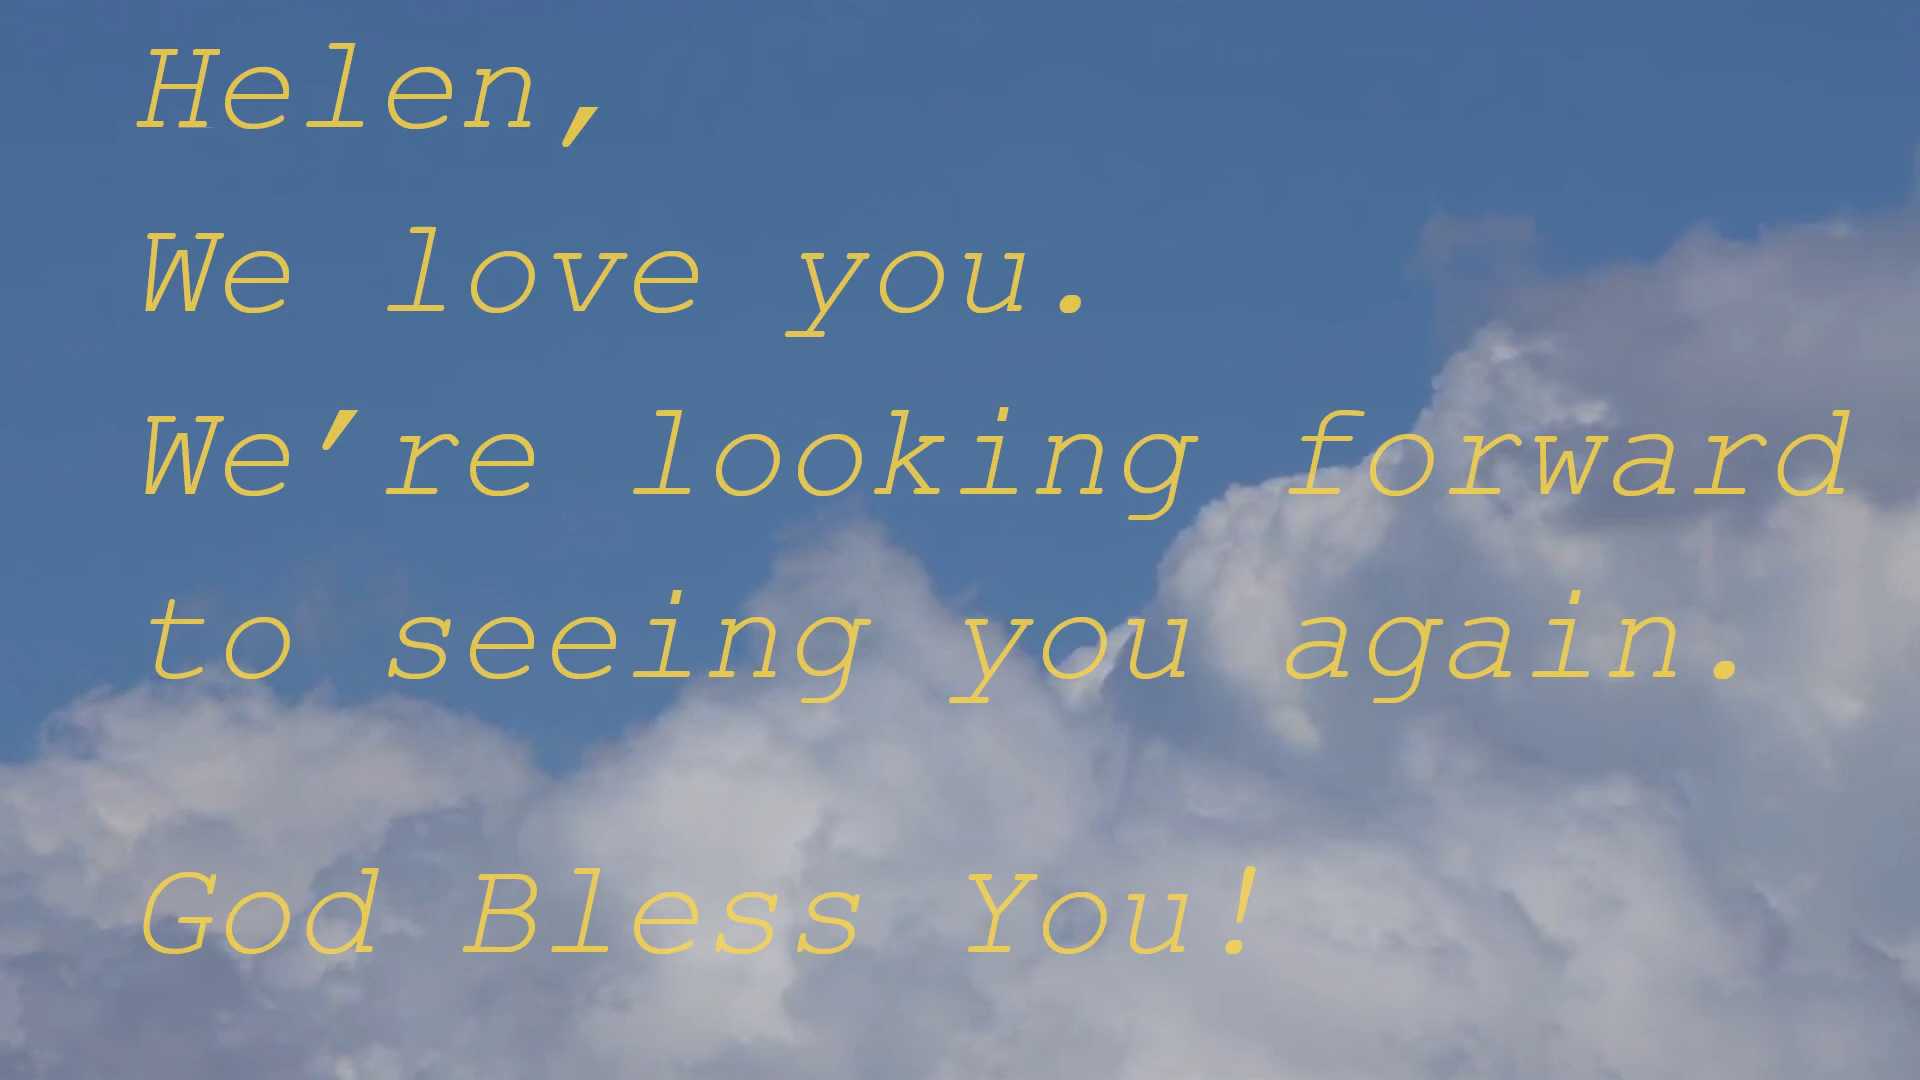 Helen,
We love you.
We’re looking forward
to seeing you again.
God Bless You!